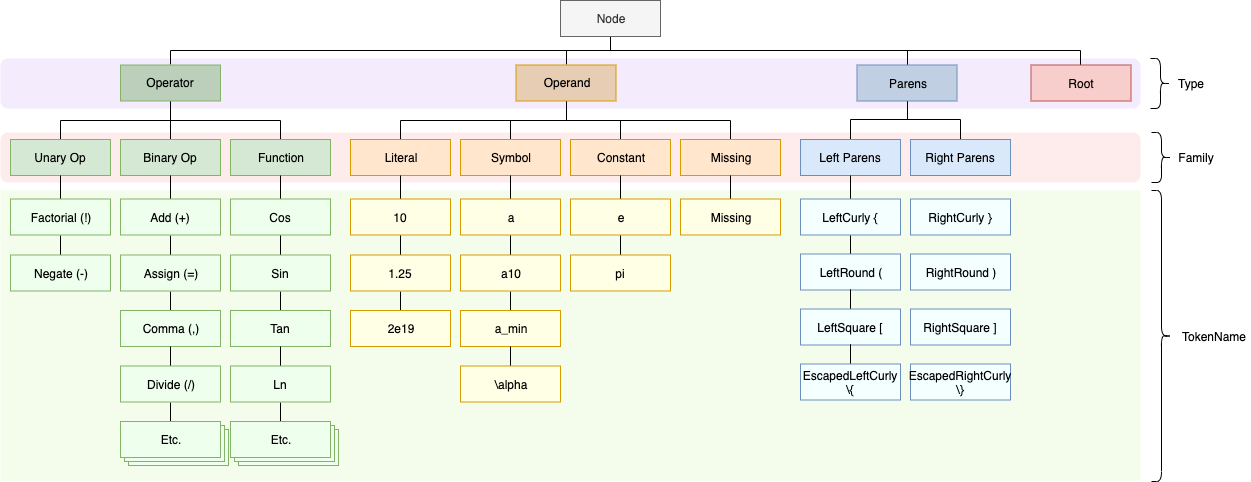 Node
Operator
Operand
Parens
Root
Type
Unary Op
Binary Op
Function
Literal
Symbol
Constant
Missing
Left Parens
Right Parens
Family
Factorial (!)
Add (+)
Cos
10
a
e
Missing
LeftCurly {
RightCurly }
Negate (-)
Assign (=)
Sin
1.25
a10
pi
LeftRound (
RightRound )
Comma (,)
Tan
2e19
a_min
LeftSquare [
RightSquare ]
TokenName
Divide (/)
Ln
\alpha
EscapedLeftCurly
\{
EscapedRightCurly
\}
Etc.
Etc.